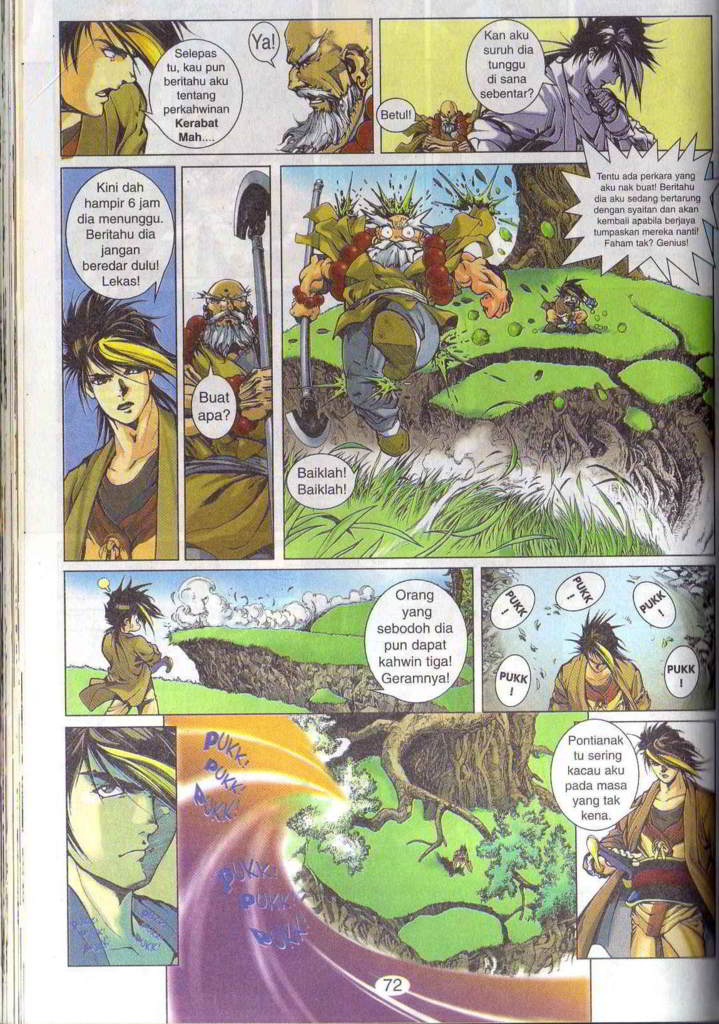 Selepas
tu, kau pun
beritahu aku
tentang
perkahwinan
Kerabat
Mah....
Ya!
Kan aku
suruh dia
tunggu
di sana
sebentar?
Betul!
Kini dah
hampir 6 jam
dia menunggu.
Beritahu dia
jangan
beredar dulu!
Lekas!
Buat
apa?
Tentu ada perkara yang
aku nak buat! Beritahu
dia aku sedang bertarung
dengan syaitan dan akan
kembali apabila berjaya
tumpaskan mereka nanti!
Faham tak? Genius!
Baiklah!
Baiklah!
Orang
yang
sebodoh dia
pun dapat
kahwin tiga!
Geramnya!
PUKK
!
PUKK
!
PUKK
!
PUKK
!
PUKK
!
PUKK!
PUKK!
PUKK!
PUKK!
PUKK!
PUKK!
PUKK!
PUKK!
Pontianak
tu sering
kacau aku
pada masa
yang tak
kena.
72